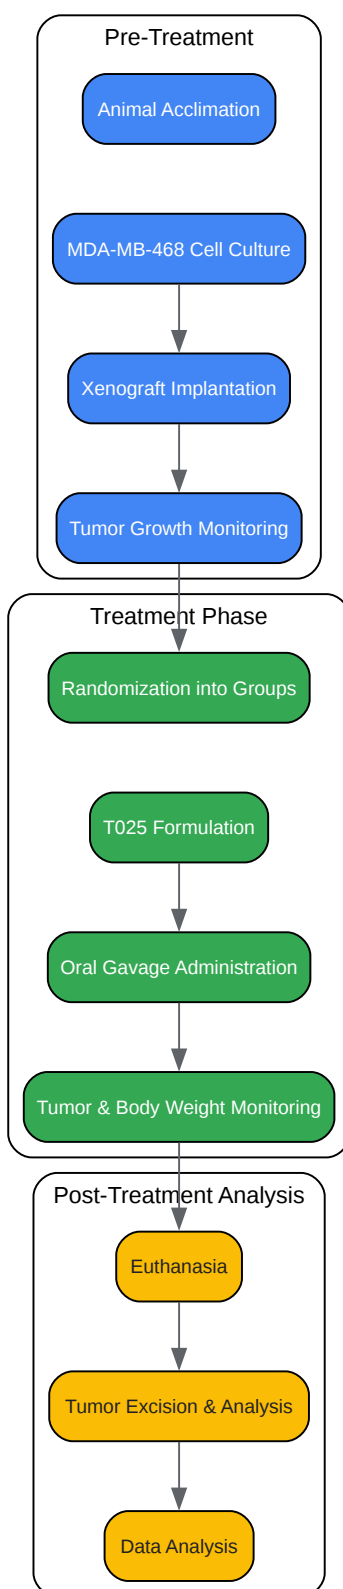 Pre-Treatment
Animal Acclimation
MDA-MB-468 Cell Culture
Xenograft Implantation
Tumor Growth Monitoring
Treatment Phase
Randomization into Groups
T025 Formulation
Oral Gavage Administration
Tumor & Body Weight Monitoring
Post-Treatment Analysis
Euthanasia
Tumor Excision & Analysis
Data Analysis